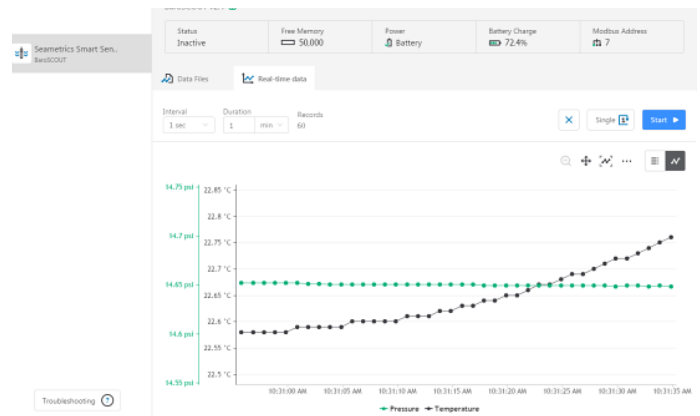 Status
Inactive
Free Memory
50,000
Power
Battery
Battery Charge
72.4%
Modbus Address
7
Seametrics Smart Sen..
BaroSCOUT
Data Files
Real-time data
Interval
1 sec
Duration
1 min
Records
60
Single
Start
14.75 psi
14.7 psi
14.65 psi
14.6 psi
14.55 psi
22.85 °C
22.8 °C
22.75 °C
22.7 °C
22.65 °C
22.6 °C
22.55 °C
22.5 °C
10:31:00 AM 10:31:05 AM 10:31:10 AM 10:31:15 AM 10:31:20 AM 10:31:25 AM 10:31:30 AM 10:31:35 AM
Pressure Temperature
Troubleshooting ?